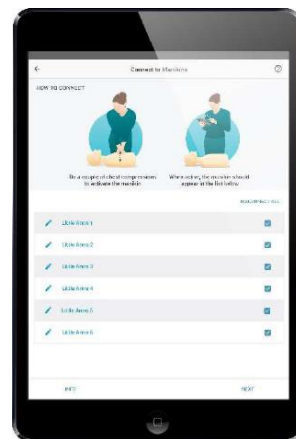 Connect to Manikins
HOW TO CONNECT
Do a couple of chest compressions
to activate the manikin
When active, the manikin should
appear in the list below
Little Anne 1
Little Anne 2
Little Anne 3
Little Anne 4
Little Anne 5
Little Anne 6
INFO
NEXT